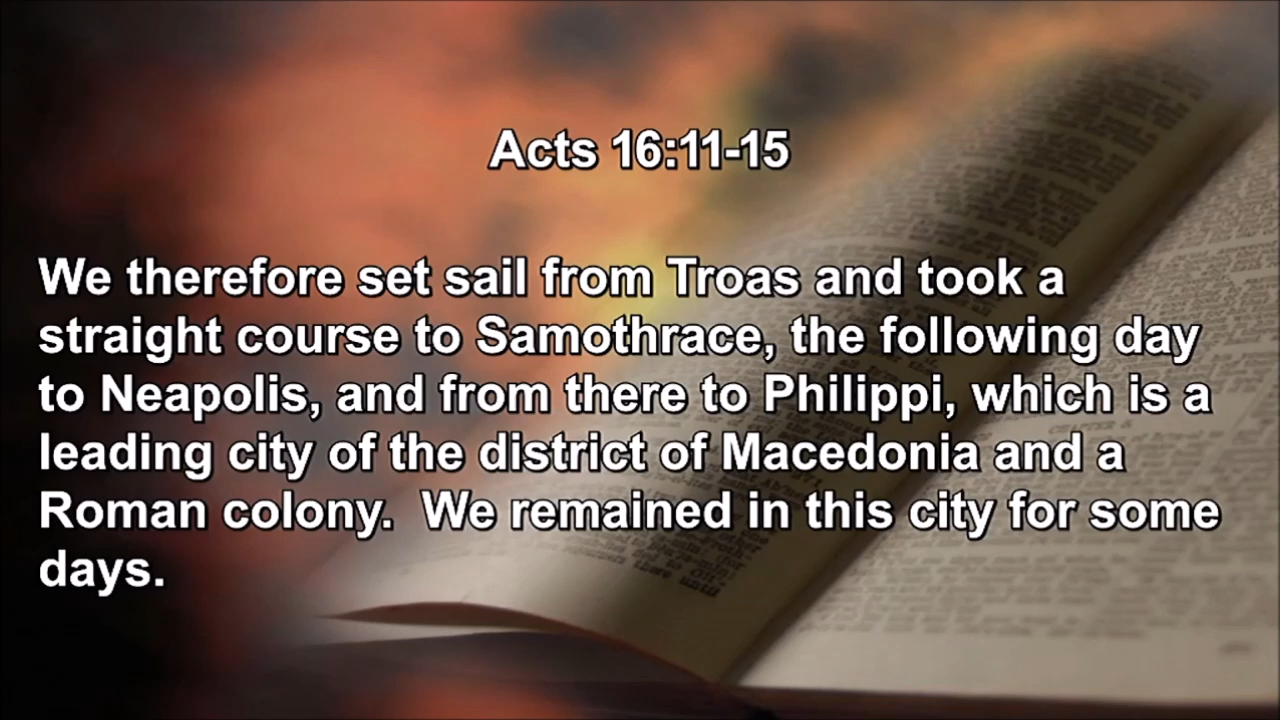 Acts 16:11-15
We therefore set sail from Troas and took a
straight course to Samothrace, the following day
to Neapolis, and from there to Philippi, which is a
leading city of the district of Macedonia and a
Roman colony.  We remained in this city for some
days.